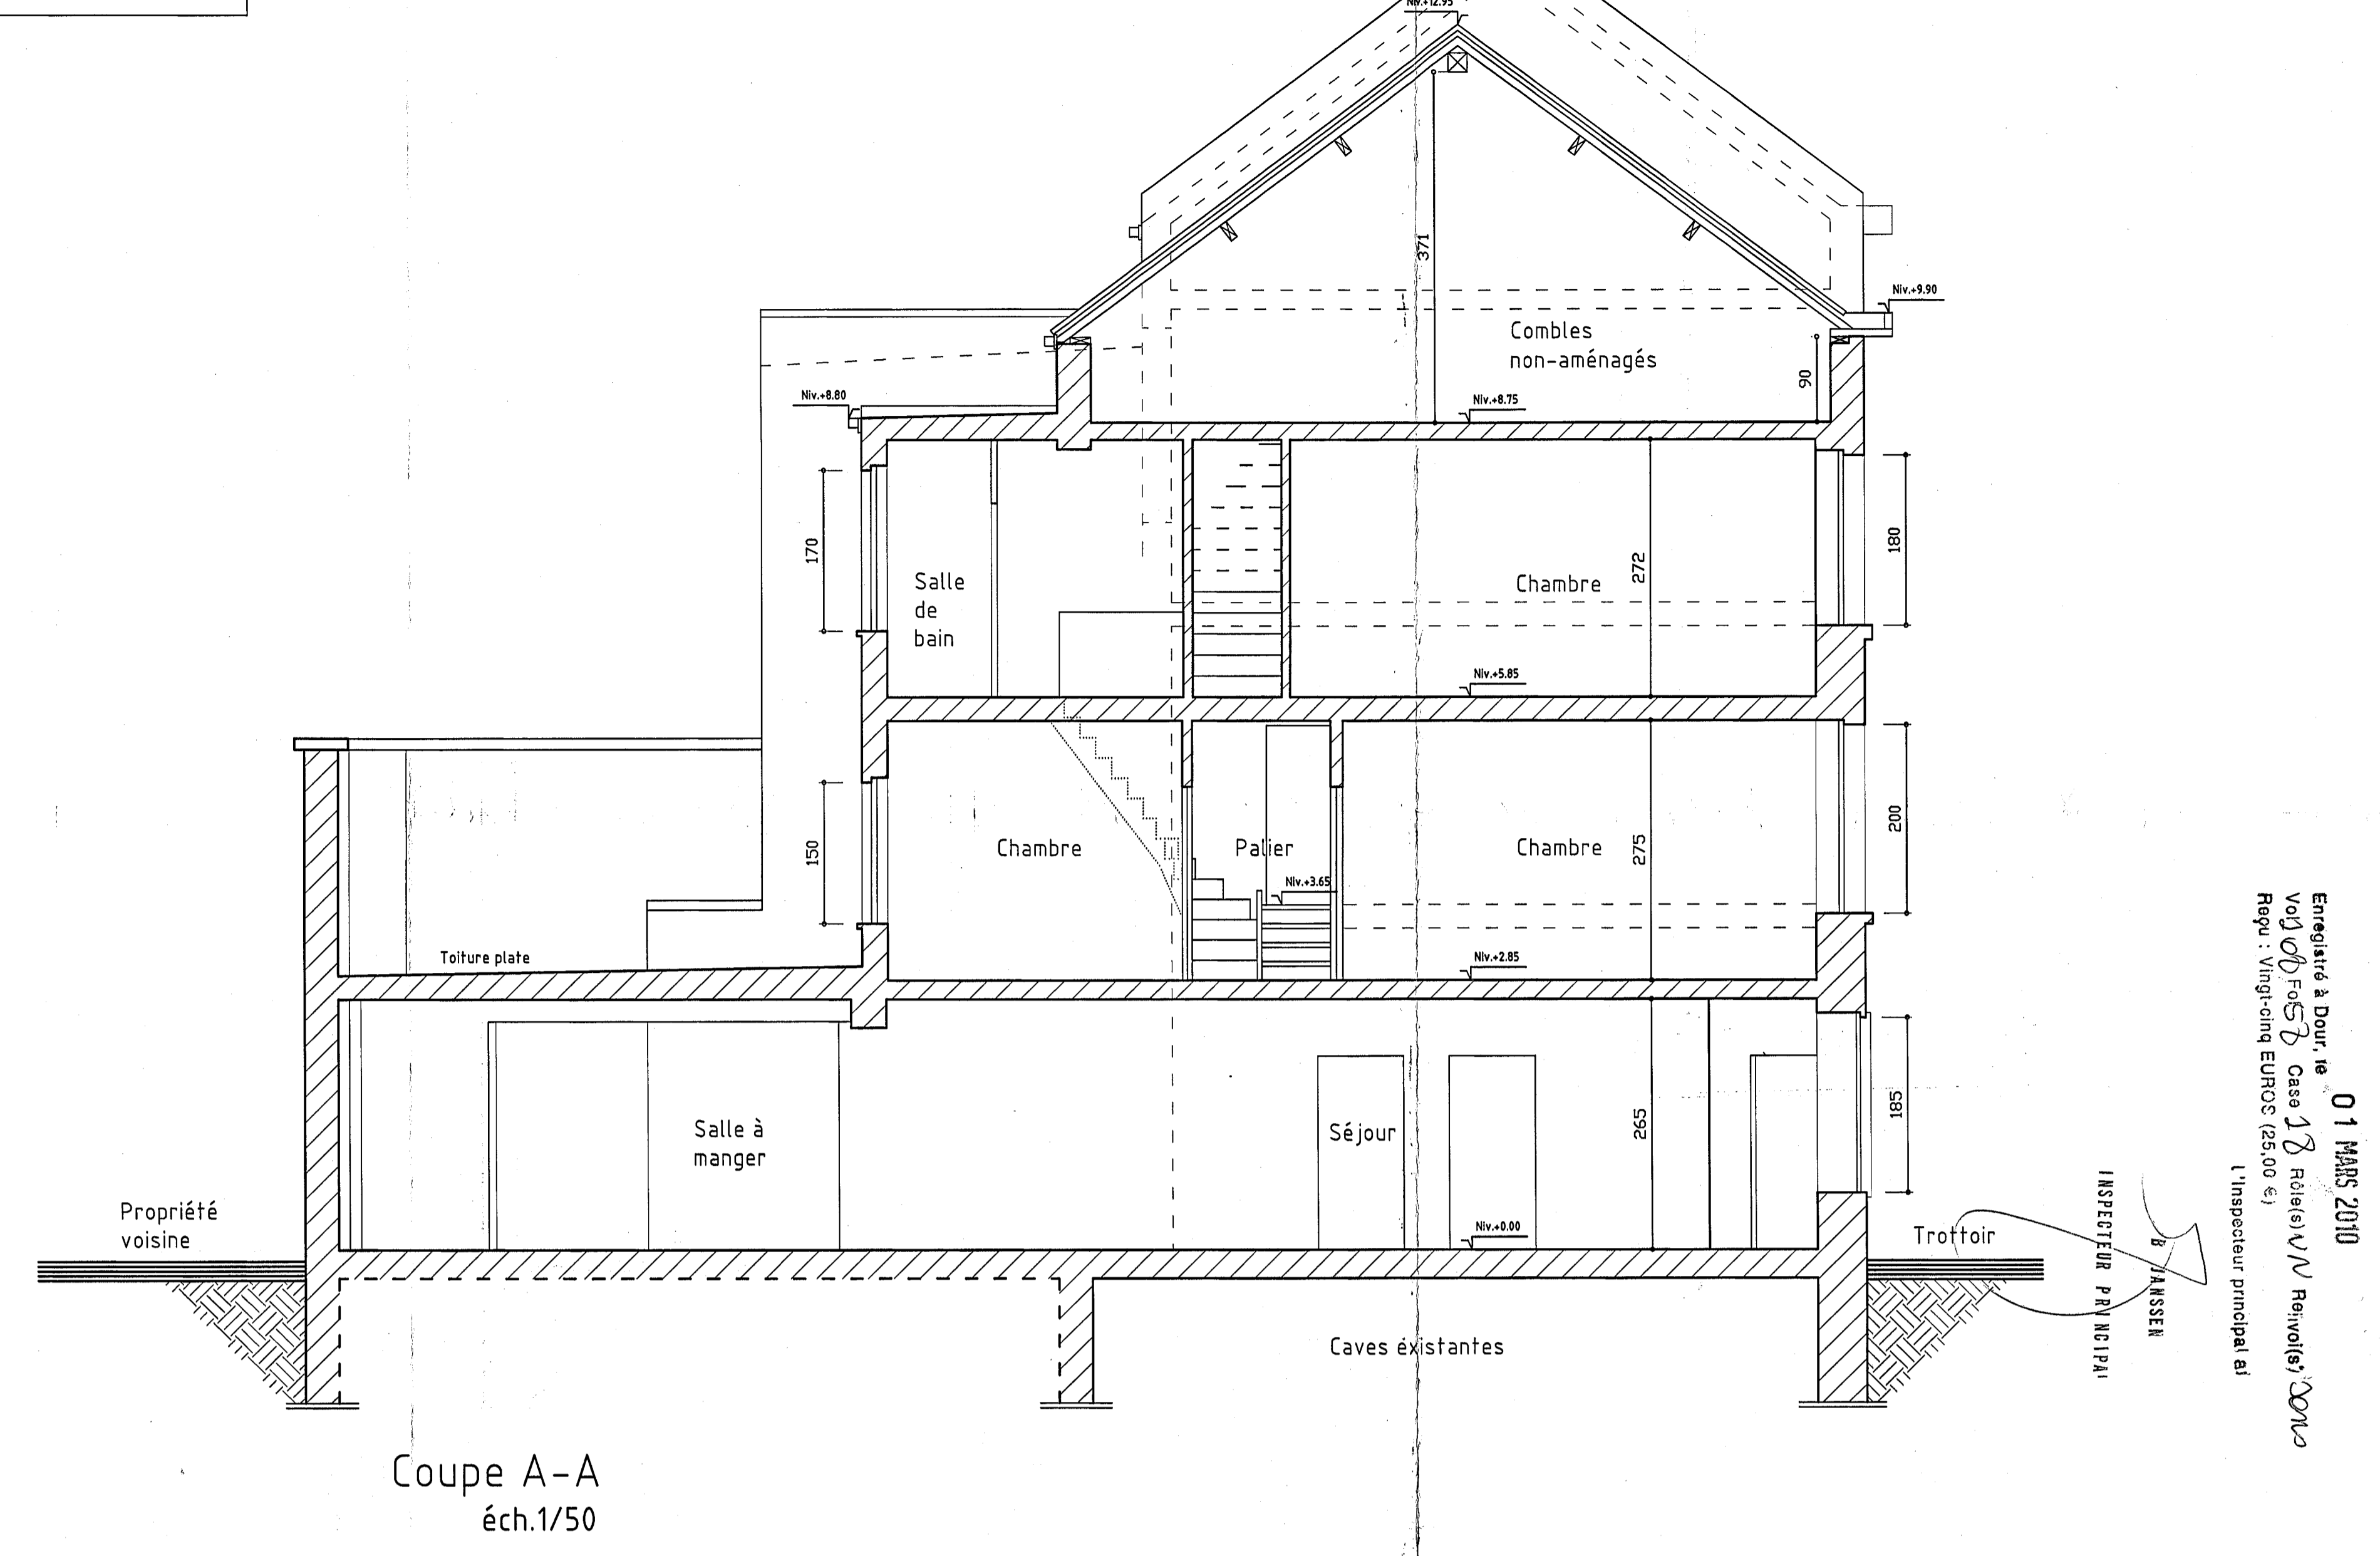 Niv.+12.95
Niv.+9.90
371
Combles
non-aménagés
90
Niv.+8.80
Niv.+8.75
170
Salle
de
bain
Chambre
272
180
Niv.+5.85
150
Chambre
Palier
Niv.+3.65
Chambre
275
200
Toiture plate
Niv.+2.85
Salle à
manger
Séjour
265
185
Niv.+0.00
Propriété
voisine
Trottoir
Caves éxistantes
Coupe A-A
éch.1/50
01 MARS 2010
Enregistré à Dour, le
Case 18 Rôle(s)
Reçu : Vingt-cinq EUROS (25,00 €)
l'Inspecteur principal ai
B JANSSEN
INSPECTEUR PRINCIPAL